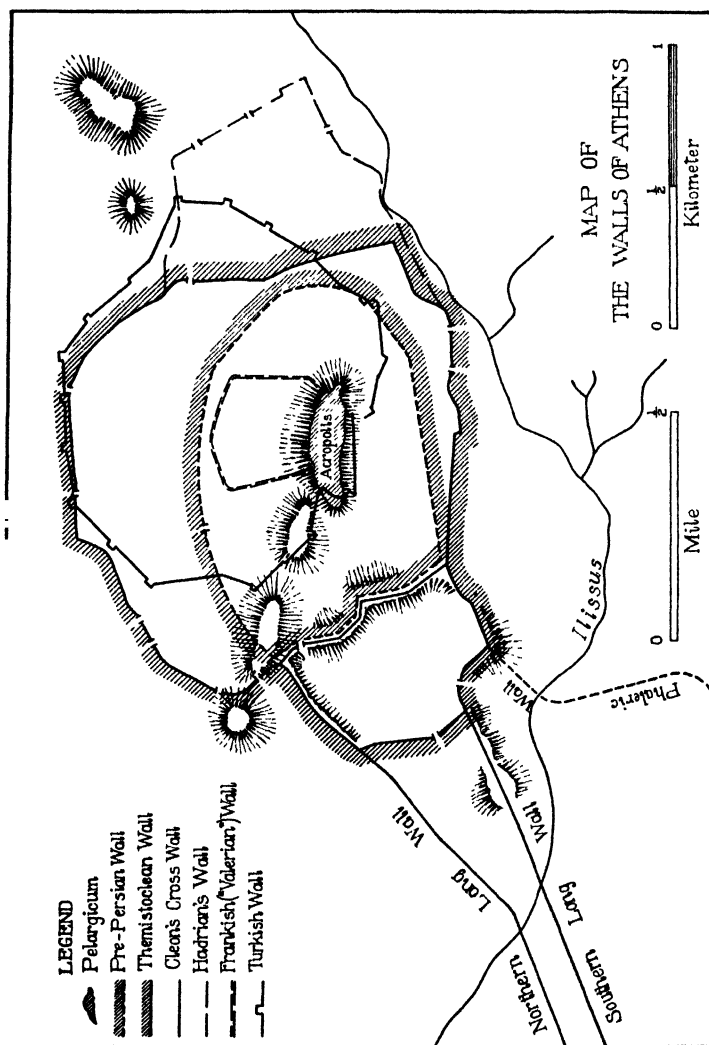 MAP OF
THE WALLS OF ATHENS
LEGEND
Pelargicum
Pre-Persian Wall
Themistoclean Wall
Cleon's Cross Wall
Hadrian's Wall
Frankish ("Valerian") Wall
Turkish Wall
Acropolis
Ilissus
Northern Long Wall
Southern Long Wall
Phaleric Wall
0 ½
Mile
0 ½ 1
Kilometer